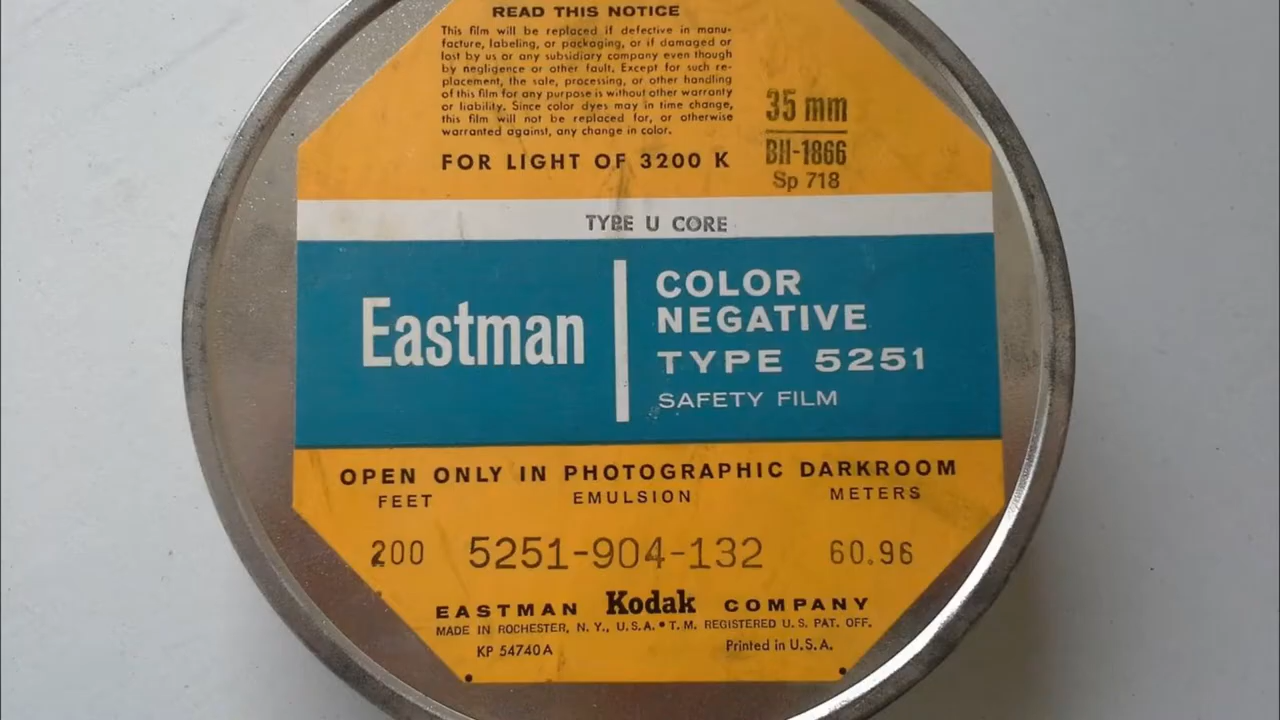 READ THIS NOTICE
This film will be replaced if defective in manu-
facture, labeling, or packaging, or if damaged or
lost by us or any subsidiary company even though
by negligence or other fault. Except for such re-
placement, the sale, processing, or other handling
of this film for any purpose is without other warranty
or liability. Since color dyes may in time change,
this film will not be replaced for, or otherwise
warranted against, any change in color.
FOR LIGHT OF 3200 K
35 mm
BH-1866
Sp 718
TYPE U CORE
Eastman
COLOR
NEGATIVE
TYPE 5251
SAFETY FILM
OPEN ONLY IN PHOTOGRAPHIC DARKROOM
FEET EMULSION METERS
200 5251-904-132 60.96
EASTMAN Kodak COMPANY
MADE IN ROCHESTER, N. Y., U.S.A. • T. M. REGISTERED U. S. PAT. OFF.
KP 54740A Printed in U.S.A.